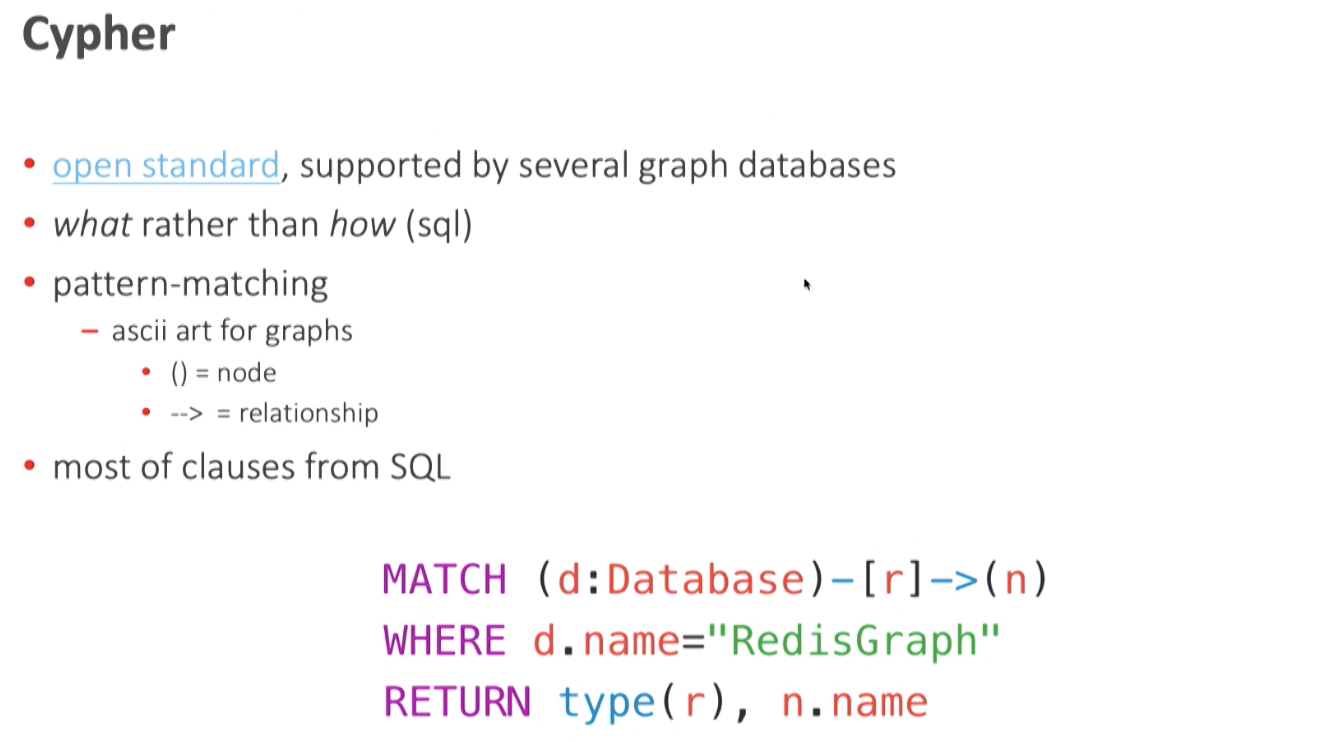 Cypher
• open standard, supported by several graph databases
• what rather than how (sql)
• pattern-matching
– ascii art for graphs
• () = node
• --> = relationship
• most of clauses from SQL
MATCH (d:Database)-[r]->(n)
WHERE d.name="RedisGraph"
RETURN type(r), n.name